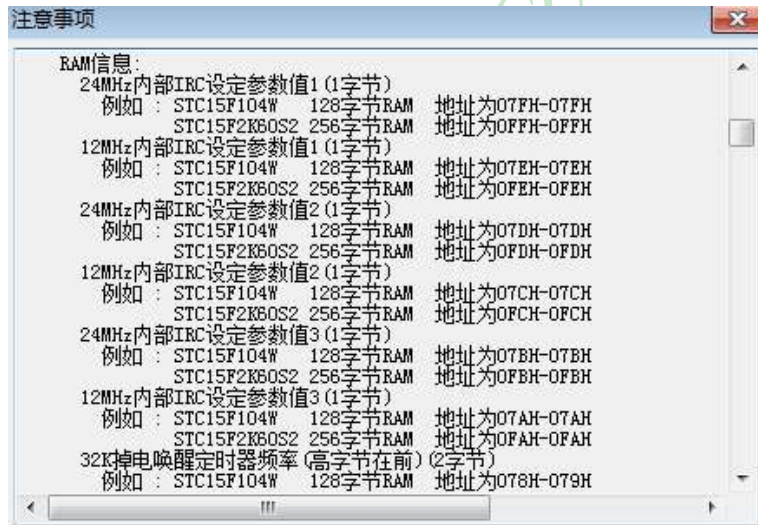 注意事项
RAM信息:
24MHz内部IRC设定参数值1(1字节)
例如 : STC15F104W 128字节RAM 地址为07FH-07FH
STC15F2K60S2 256字节RAM 地址为0FFH-0FFH
12MHz内部IRC设定参数值1(1字节)
例如 : STC15F104W 128字节RAM 地址为07EH-07EH
STC15F2K60S2 256字节RAM 地址为0FEH-0FEH
24MHz内部IRC设定参数值2(1字节)
例如 : STC15F104W 128字节RAM 地址为07DH-07DH
STC15F2K60S2 256字节RAM 地址为0FDH-0FDH
12MHz内部IRC设定参数值2(1字节)
例如 : STC15F104W 128字节RAM 地址为07CH-07CH
STC15F2K60S2 256字节RAM 地址为0FCH-0FCH
24MHz内部IRC设定参数值3(1字节)
例如 : STC15F104W 128字节RAM 地址为07BH-07BH
STC15F2K60S2 256字节RAM 地址为0FBH-0FBH
12MHz内部IRC设定参数值3(1字节)
例如 : STC15F104W 128字节RAM 地址为07AH-07AH
STC15F2K60S2 256字节RAM 地址为0FAH-0FAH
32K掉电唤醒定时器频率(高字节在前)(2字节)
例如 : STC15F104W 128字节RAM 地址为078H-079H